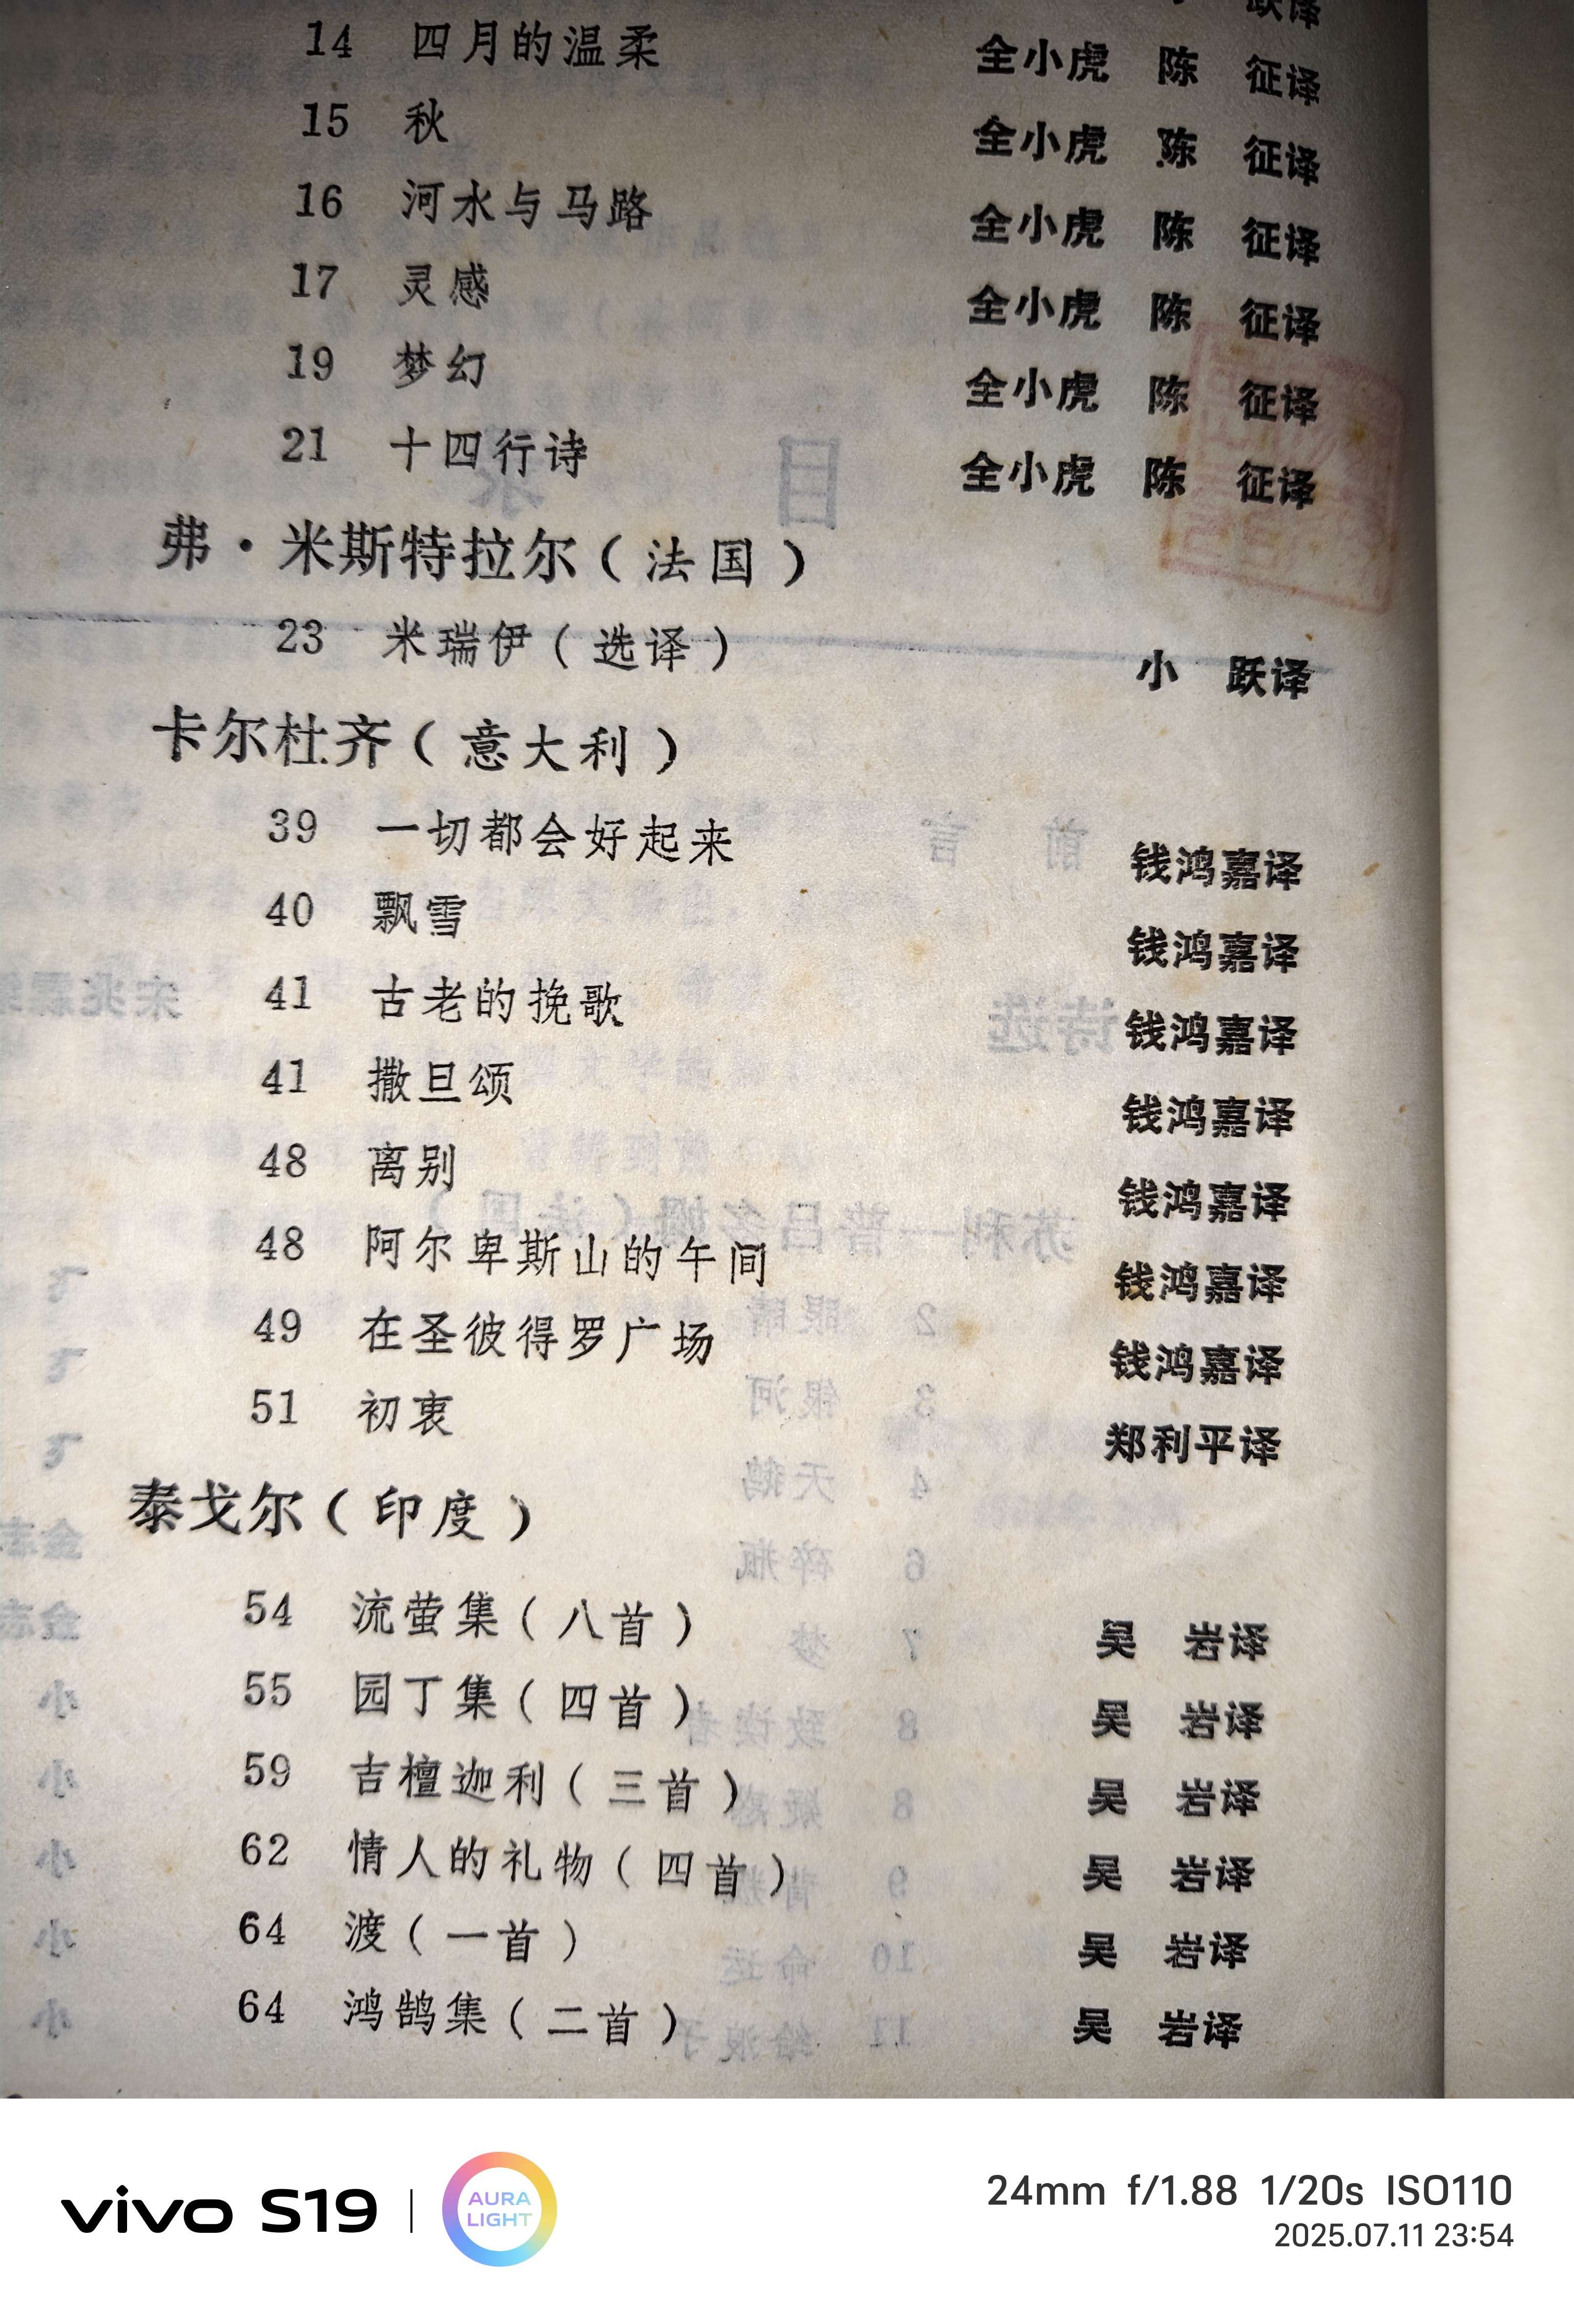 跃译
14 四月的温柔 全小虎 陈 征译
15 秋 全小虎 陈 征译
16 河水与马路 全小虎 陈 征译
17 灵感 全小虎 陈 征译
19 梦幻 全小虎 陈 征译
21 十四行诗 全小虎 陈 征译
弗·米斯特拉尔（法国）
23 米瑞伊（选译） 小 跃译
卡尔杜齐（意大利）
39 一切都会好起来 钱鸿嘉译
40 飘雪 钱鸿嘉译
41 古老的挽歌 钱鸿嘉译
41 撒旦颂 钱鸿嘉译
48 离别 钱鸿嘉译
48 阿尔卑斯山的午间 钱鸿嘉译
49 在圣彼得罗广场 钱鸿嘉译
51 初衷 郑利平译
泰戈尔（印度）
54 流萤集（八首） 吴 岩译
55 园丁集（四首） 吴 岩译
59 吉檀迦利（三首） 吴 岩译
62 情人的礼物（四首） 吴 岩译
64 渡（一首） 吴 岩译
64 鸿鹄集（二首） 吴 岩译
vivo S19 | AURA LIGHT
24mm f/1.88 1/20s ISO110
2025.07.11 23:54